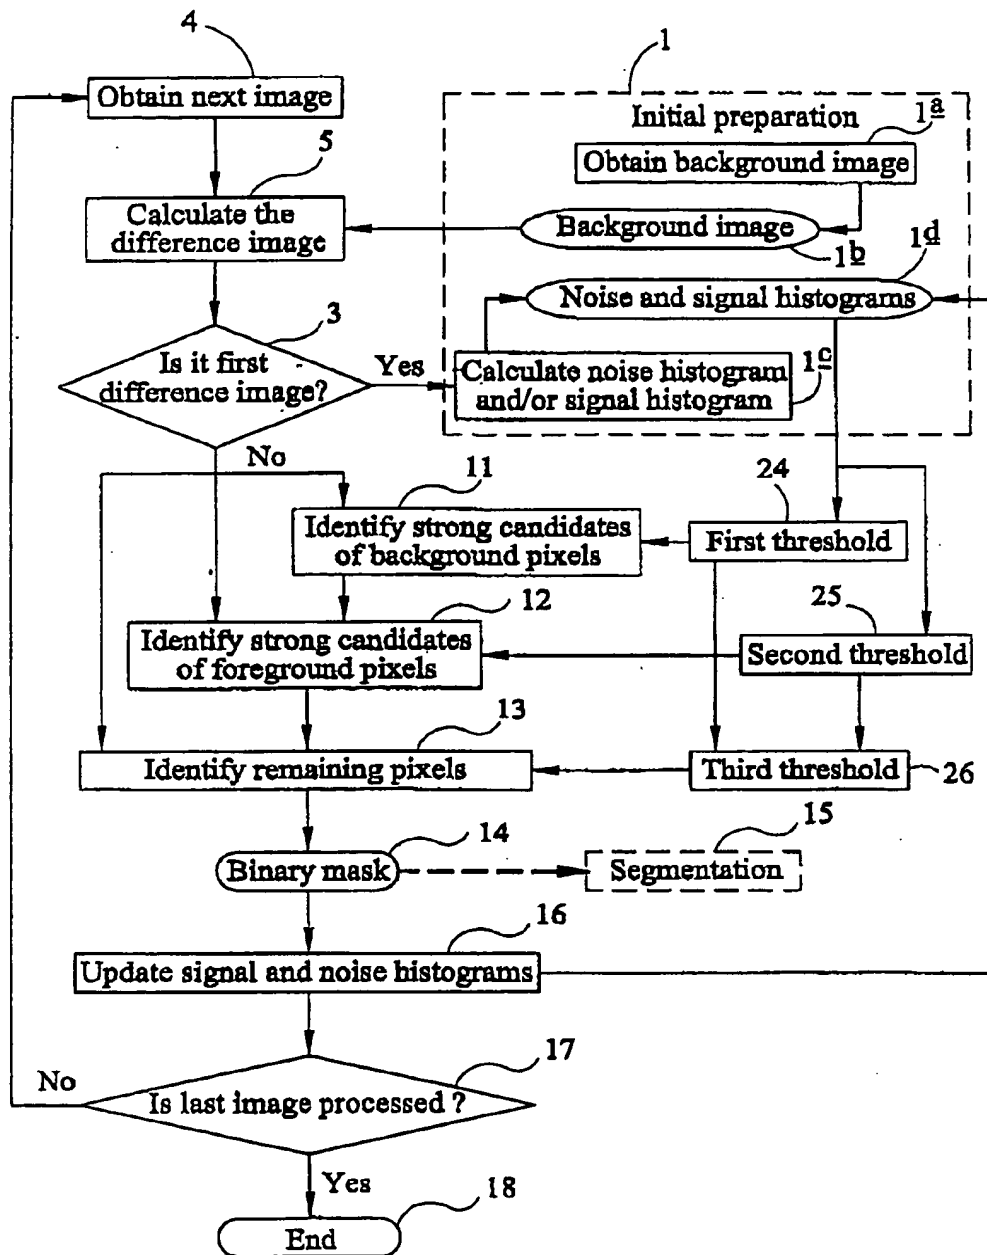 4
1
Obtain next image
Initial preparation
1a
5
Obtain background image
Calculate the
difference image
Background image
1b
1d
Noise and signal histograms
3
Is it first
difference image?
Yes
Calculate noise histogram
and/or signal histogram
1c
No
11
24
Identify strong candidates
of background pixels
First threshold
12
25
Identify strong candidates
of foreground pixels
Second threshold
13
Identify remaining pixels
Third threshold
26
14
15
Binary mask
Segmentation
16
Update signal and noise histograms
17
No
Is last image processed ?
Yes
18
End